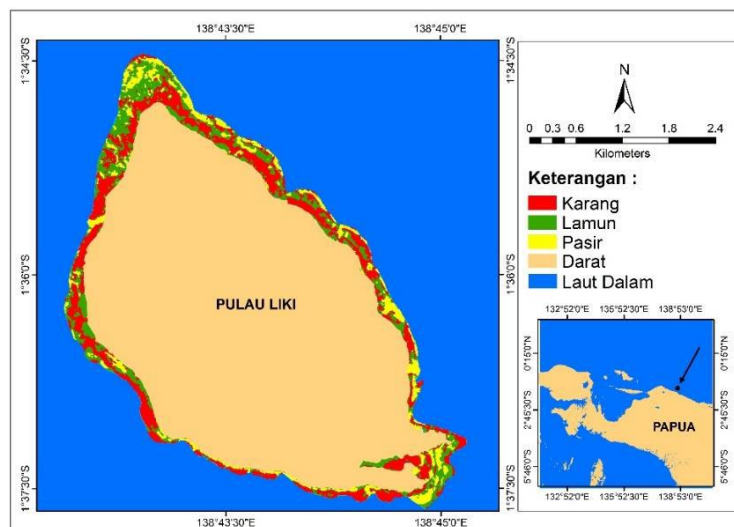 138°43'30"E 138°45'0"E
1°34'30"S
1°36'0"S
1°37'30"S
PULAU LIKI
1°34'30"S
1°36'0"S
1°37'30"S
138°43'30"E 138°45'0"E
N
0 0.3 0.6 1.2 1.8 2.4
Kilometers
Keterangan :
Karang
Lamun
Pasir
Darat
Laut Dalam
132°52'0"E 135°52'30"E 138°53'0"E
0°15'0"N
2°45'30"S
5°46'0"S
PAPUA
0°15'0"N
2°45'30"S
5°46'0"S
132°52'0"E 135°52'30"E 138°53'0"E